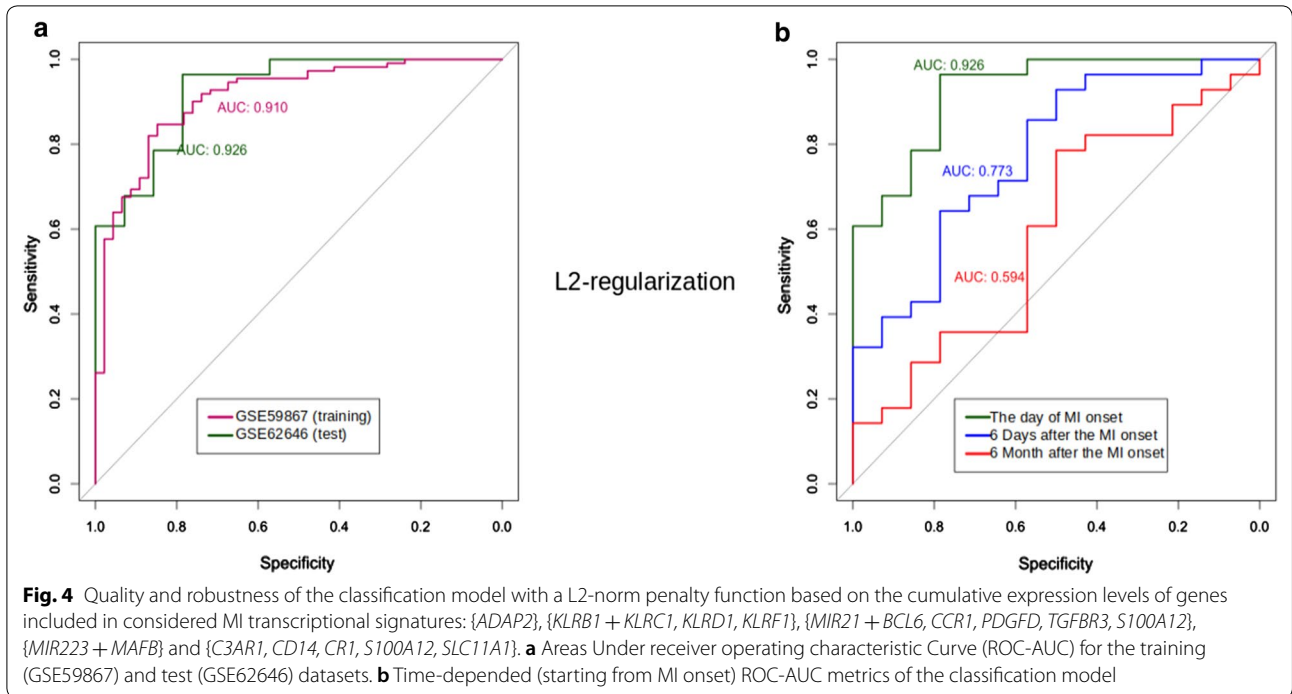 a
1.0
0.8
0.6
0.4
0.2
0.0
Sensitivity
AUC: 0.910
AUC: 0.926
GSE59867 (training)
GSE62646 (test)
1.0 0.8 0.6 0.4 0.2 0.0
Specificity
L2-regularization
b
1.0
0.8
0.6
0.4
0.2
0.0
Sensitivity
AUC: 0.926
AUC: 0.773
AUC: 0.594
The day of MI onset
6 Days after the MI onset
6 Month after the MI onset
1.0 0.8 0.6 0.4 0.2 0.0
Specificity
Fig. 4 Quality and robustness of the classification model with a L2-norm penalty function based on the cumulative expression levels of genes
included in considered MI transcriptional signatures: {ADAP2}, {KLRB1 + KLRC1, KLRD1, KLRF1}, {MIR21 + BCL6, CCR1, PDGFD, TGFBR3, S100A12},
{MIR223 + MAFB} and {C3AR1, CD14, CR1, S100A12, SLC11A1}. a Areas Under receiver operating characteristic Curve (ROC-AUC) for the training
(GSE59867) and test (GSE62646) datasets. b Time-depended (starting from MI onset) ROC-AUC metrics of the classification model